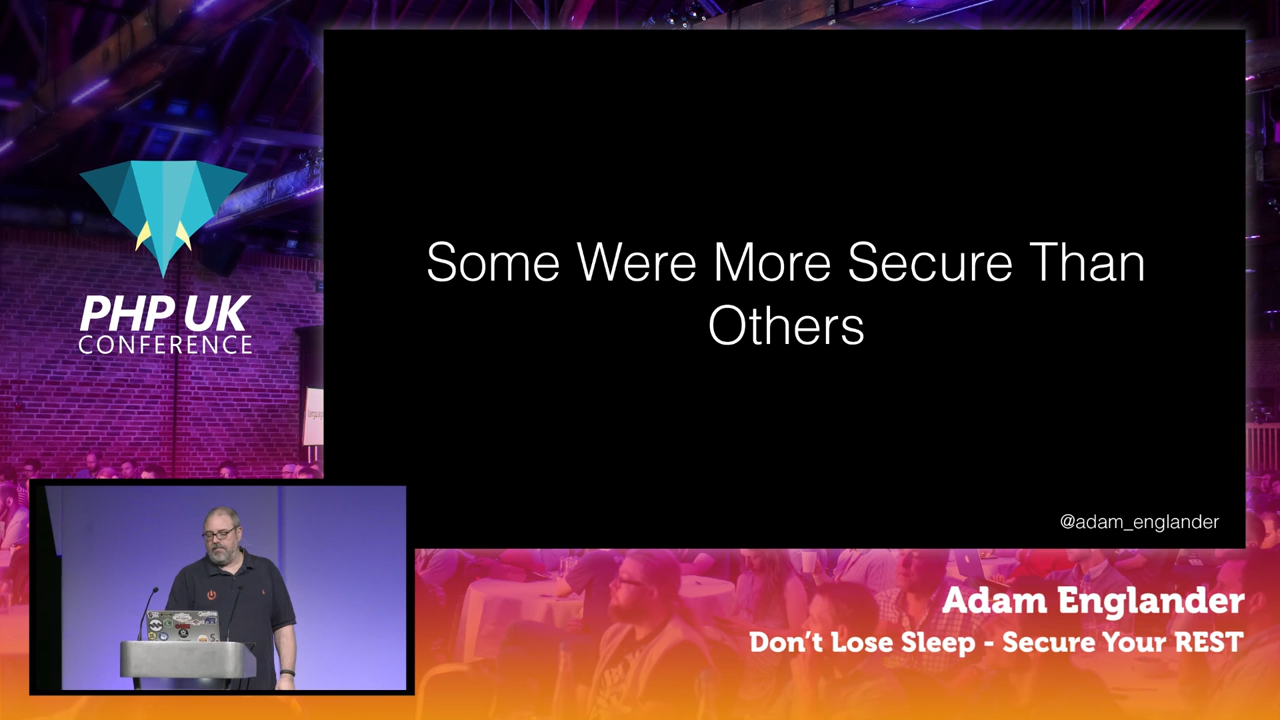 PHP UK
CONFERENCE
Some Were More Secure Than
Others
@adam_englander
Adam Englander
Don't Lose Sleep - Secure Your REST